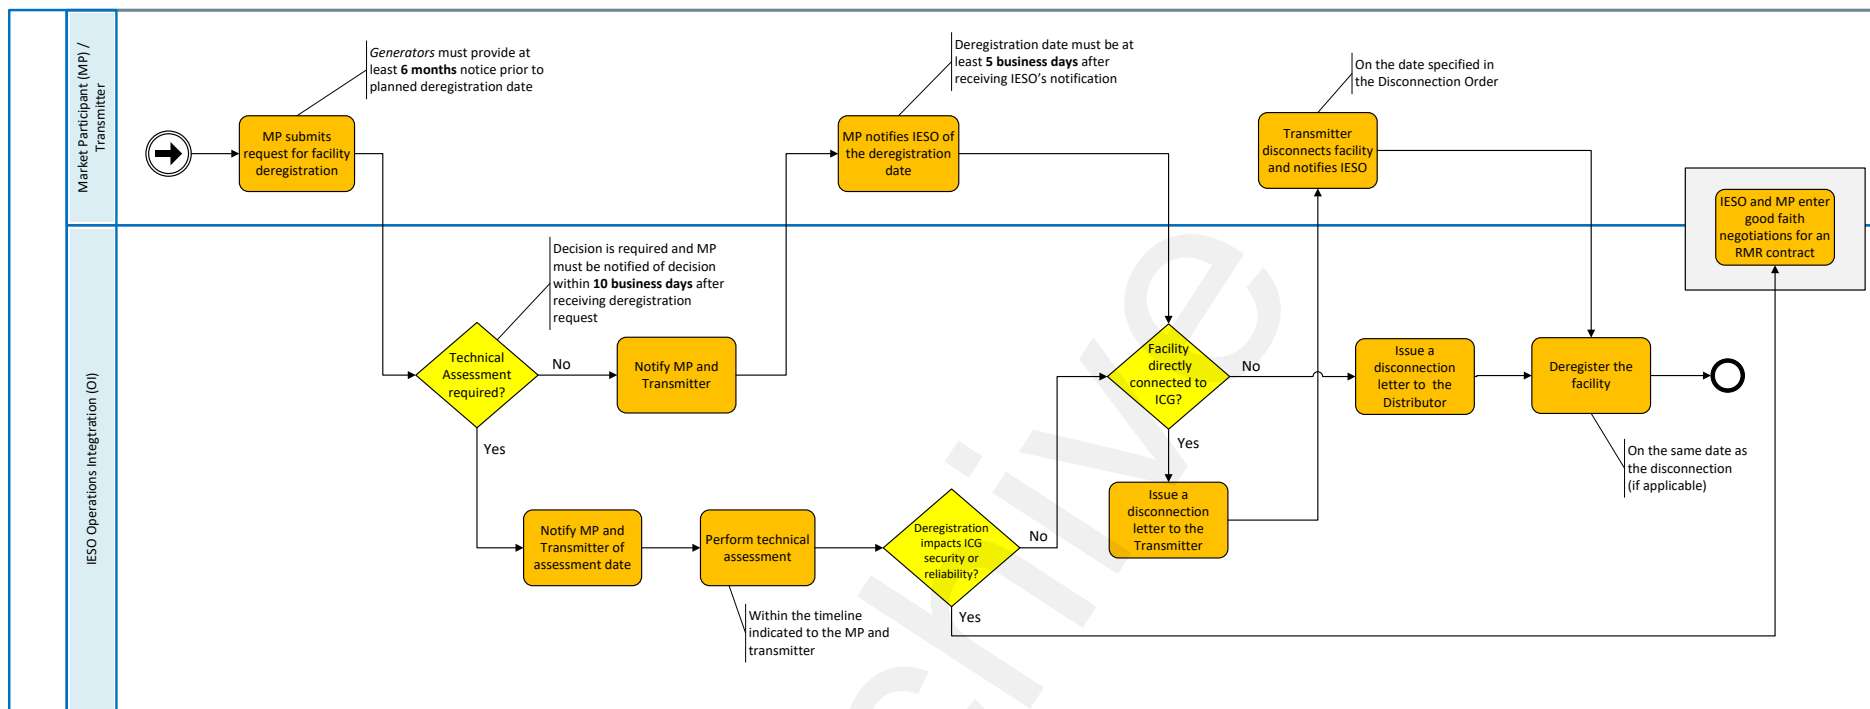 Market Participant (MP) /
Transmitter
IESO Operations Integtration (OI)
Generators must provide at
least 6 months notice prior to
planned deregistration date
MP submits
request for facility
deregistration
Deregistration date must be at
least 5 business days after
receiving IESO's notification
MP notifies IESO of
the deregistration
date
On the date specified in
the Disconnection Order
Transmitter
disconnects facility
and notifies IESO
IESO and MP enter
good faith
negotiations for an
RMR contract
Decision is required and MP
must be notified of decision
within 10 business days after
receiving deregistration
request
Technical
Assessment
required?
No
Yes
Notify MP and
Transmitter
Facility
directly
connected to
ICG?
No
Yes
Issue a
disconnection
letter to the
Distributor
Deregister the
facility
On the same date as
the disconnection
(if applicable)
Issue a
disconnection
letter to the
Transmitter
Notify MP and
Transmitter of
assessment date
Perform technical
assessment
Within the timeline
indicated to the MP and
transmitter
Deregistration
impacts ICG
security or
reliability?
No
Yes
chive